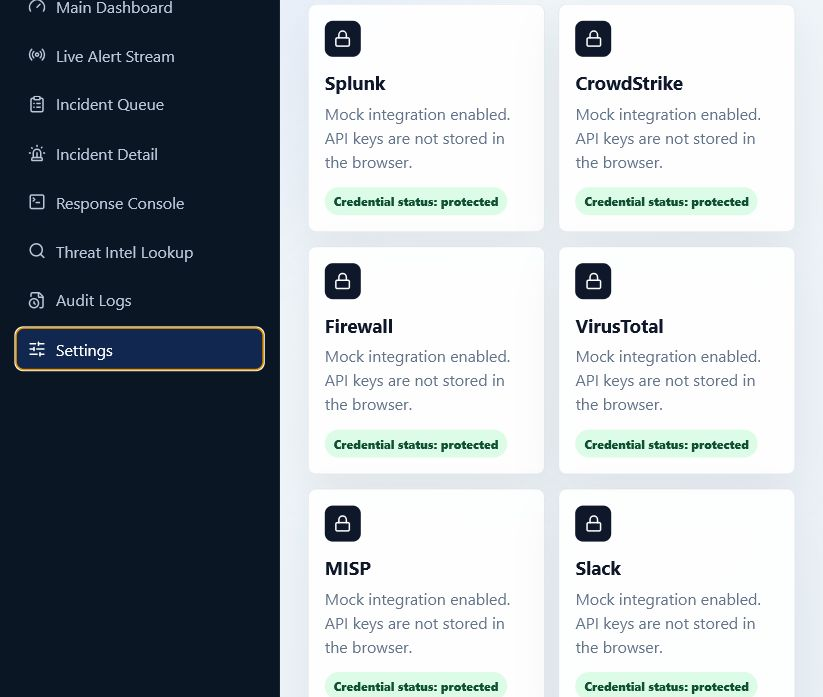 Main Dashboard
Live Alert Stream
Incident Queue
Incident Detail
Response Console
Threat Intel Lookup
Audit Logs
Settings
Splunk
Mock integration enabled.
API keys are not stored in
the browser.
Credential status: protected
CrowdStrike
Mock integration enabled.
API keys are not stored in
the browser.
Credential status: protected
Firewall
Mock integration enabled.
API keys are not stored in
the browser.
Credential status: protected
VirusTotal
Mock integration enabled.
API keys are not stored in
the browser.
Credential status: protected
MISP
Mock integration enabled.
API keys are not stored in
the browser.
Credential status: protected
Slack
Mock integration enabled.
API keys are not stored in
the browser.
Credential status: protected